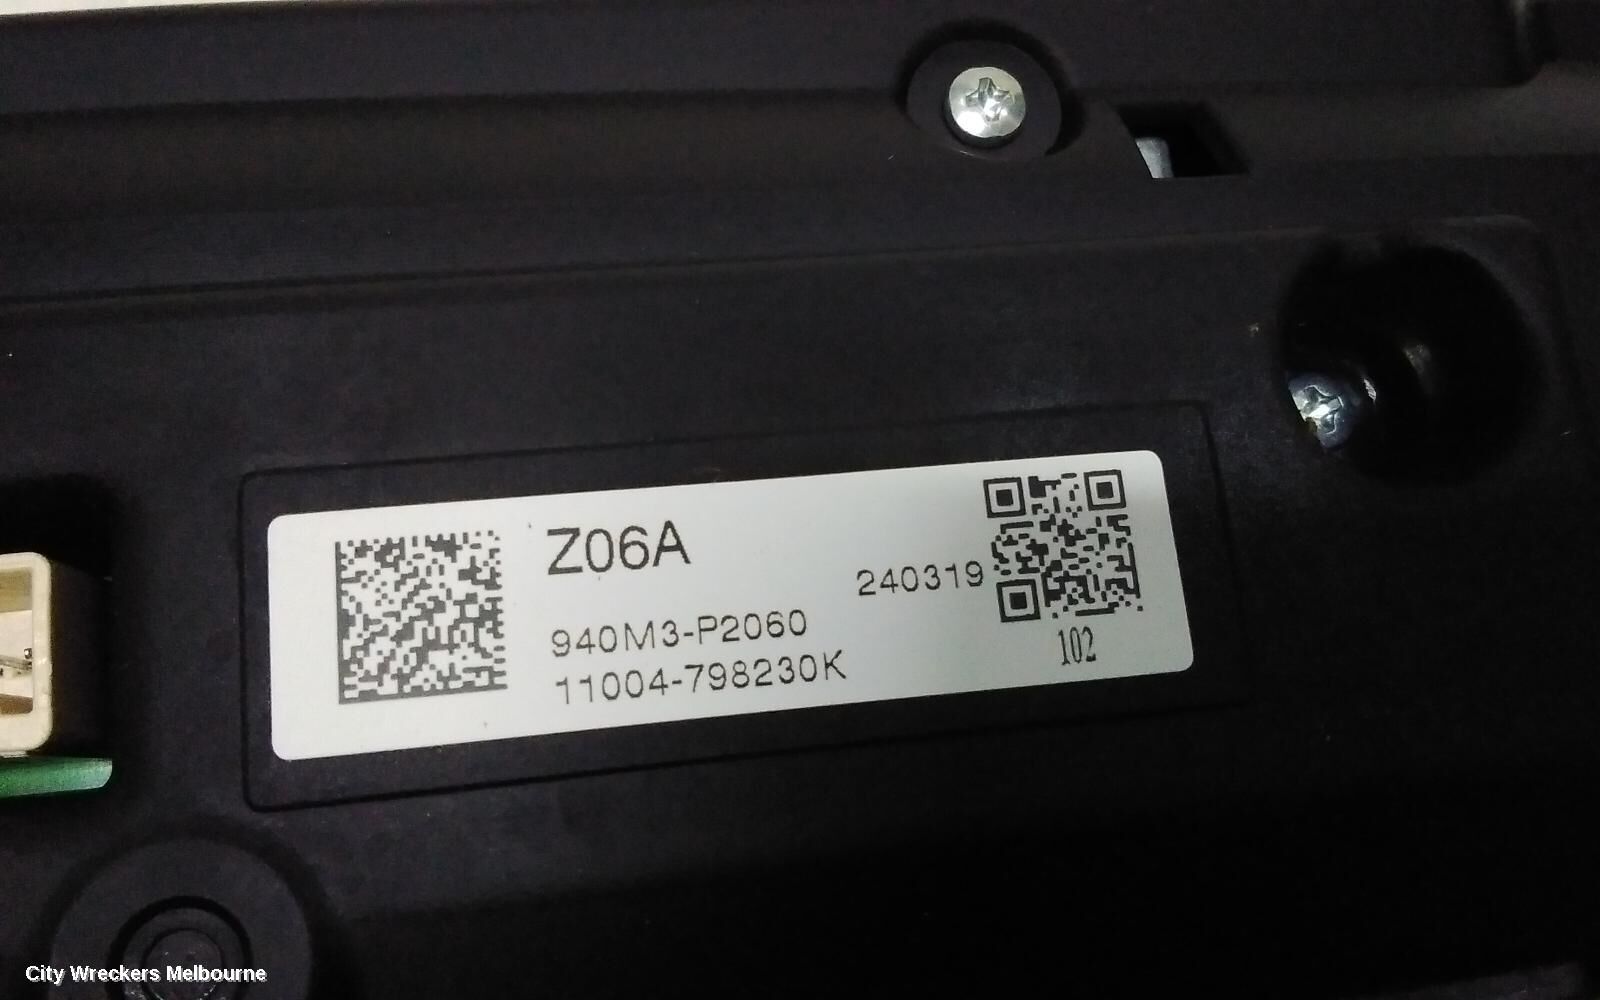 Z06A
240319
940M3-P2060
11004-798230K
102
City Wreckers Melbourne